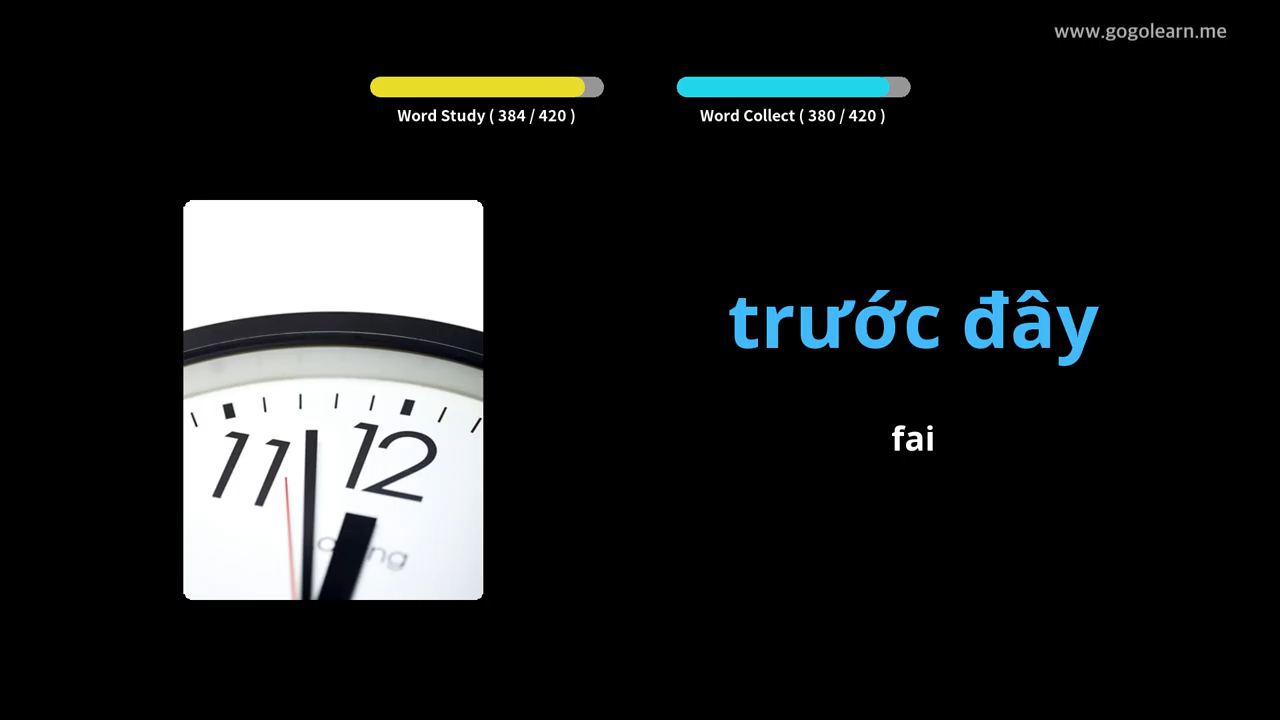 www.gogolearn.me
Word Study ( 384 / 420 )
Word Collect ( 380 / 420 )
trước đây
fai
11
12